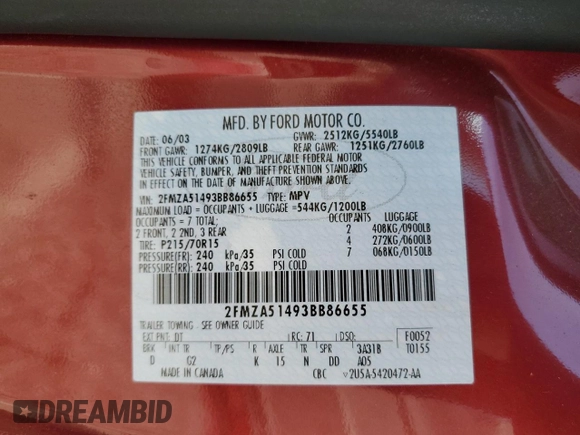 MFD. BY FORD MOTOR CO.
DATE: 06/03 GVWR: 2512KG/5540LB
FRONT GAWR: 1274KG/2809LB REAR GAWR: 1251KG/2760LB
THIS VEHICLE CONFORMS TO ALL APPLICABLE FEDERAL MOTOR
VEHICLE SAFETY, BUMPER, AND THEFT PREVENTION STANDARDS
IN EFFECT ON THE DATE OF MANUFACTURE SHOWN ABOVE.
VIN: 2FMZA51493BB86655 TYPE: MPV
MAXIMUM LOAD = OCCUPANTS + LUGGAGE = 544KG/1200LB
OCCUPANTS = 7 TOTAL: OCCUPANTS LUGGAGE
2 FRONT, 2 2ND, 3 REAR 2 408KG/0900LB
TIRE: P215/70R15 4 272KG/0600LB
PRESSURE(FR): 240 kPa/35 PSI COLD 7 068KG/0150LB
PRESSURE(RR): 240 kPa/35 PSI COLD
2FMZA51493BB86655
TRAILER TOWING - SEE OWNER GUIDE
EXT PNT: DT RC: 71 DSO: F0052
BRK INT TR TP/PS R AXLE TR SPR 3A31B T0155
D G2 K 15 N DD A05
MADE IN CANADA CBC 2U5A-5420472-AA
DREAMBID